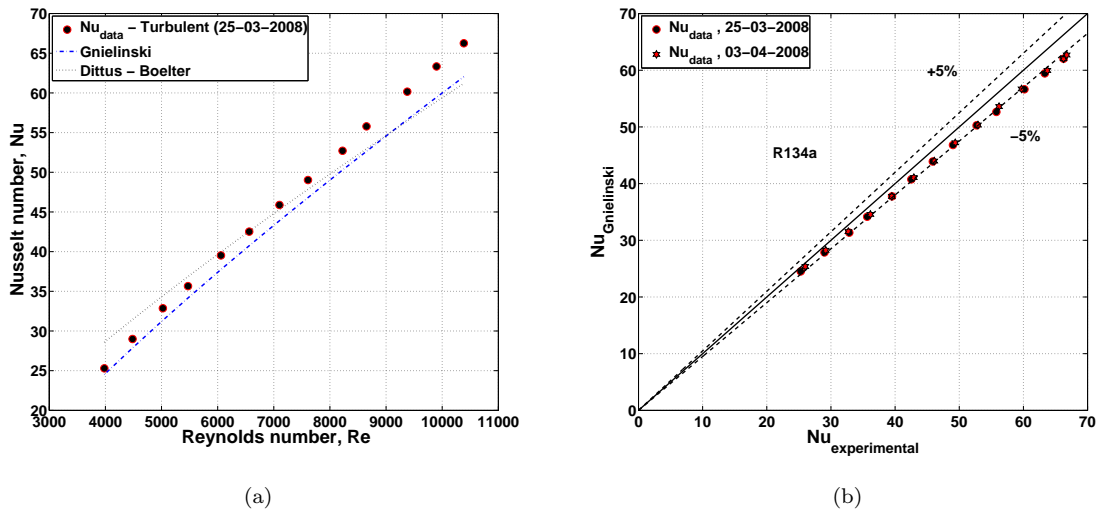 Nu_data – Turbulent (25−03−2008)
Gnielinski
Dittus − Boelter
70
65
60
55
50
45
40
35
30
25
20
Nusselt number, Nu
3000 4000 5000 6000 7000 8000 9000 10000 11000
Reynolds number, Re
(a)
Nu_data , 25−03−2008
Nu_data , 03−04−2008
+5%
−5%
R134a
70
60
50
40
30
20
10
0
Nu_Gnielinski
0 10 20 30 40 50 60 70
Nu_experimental
(b)